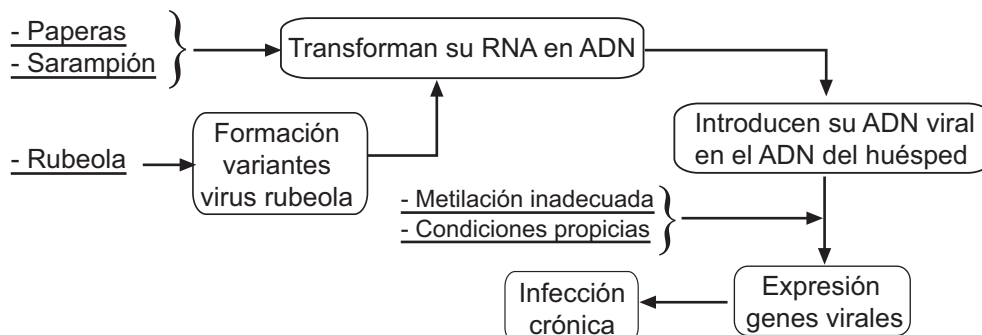 - Paperas
- Sarampión
Transforman su RNA en ADN
- Rubeola
Formación
variantes
virus rubeola
Introducen su ADN viral
en el ADN del huésped
- Metilación inadecuada
- Condiciones propicias
Expresión
genes virales
Infección
crónica